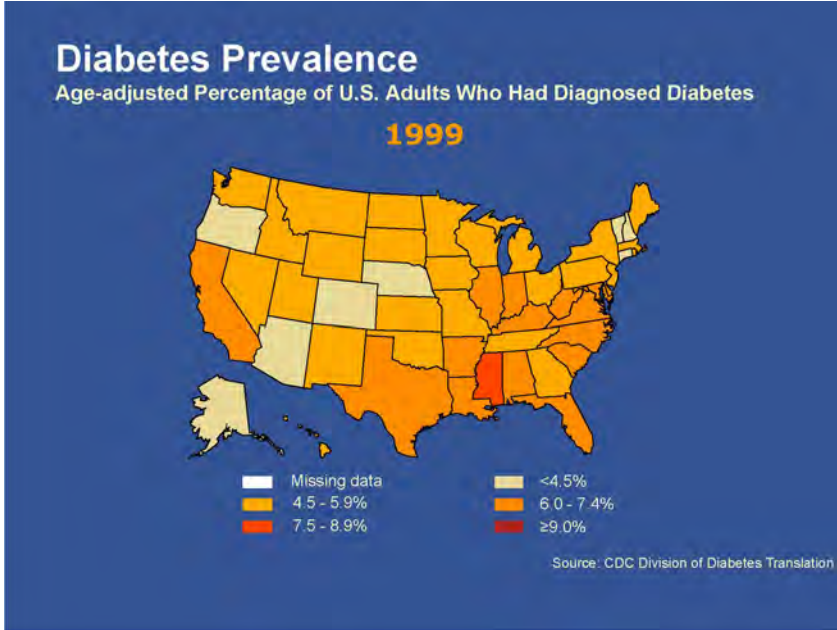 Diabetes Prevalence
Age-adjusted Percentage of U.S. Adults Who Had Diagnosed Diabetes
1999
Missing data
<4.5%
4.5 - 5.9%
6.0 - 7.4%
7.5 - 8.9%
≥9.0%
Source: CDC Division of Diabetes Translation